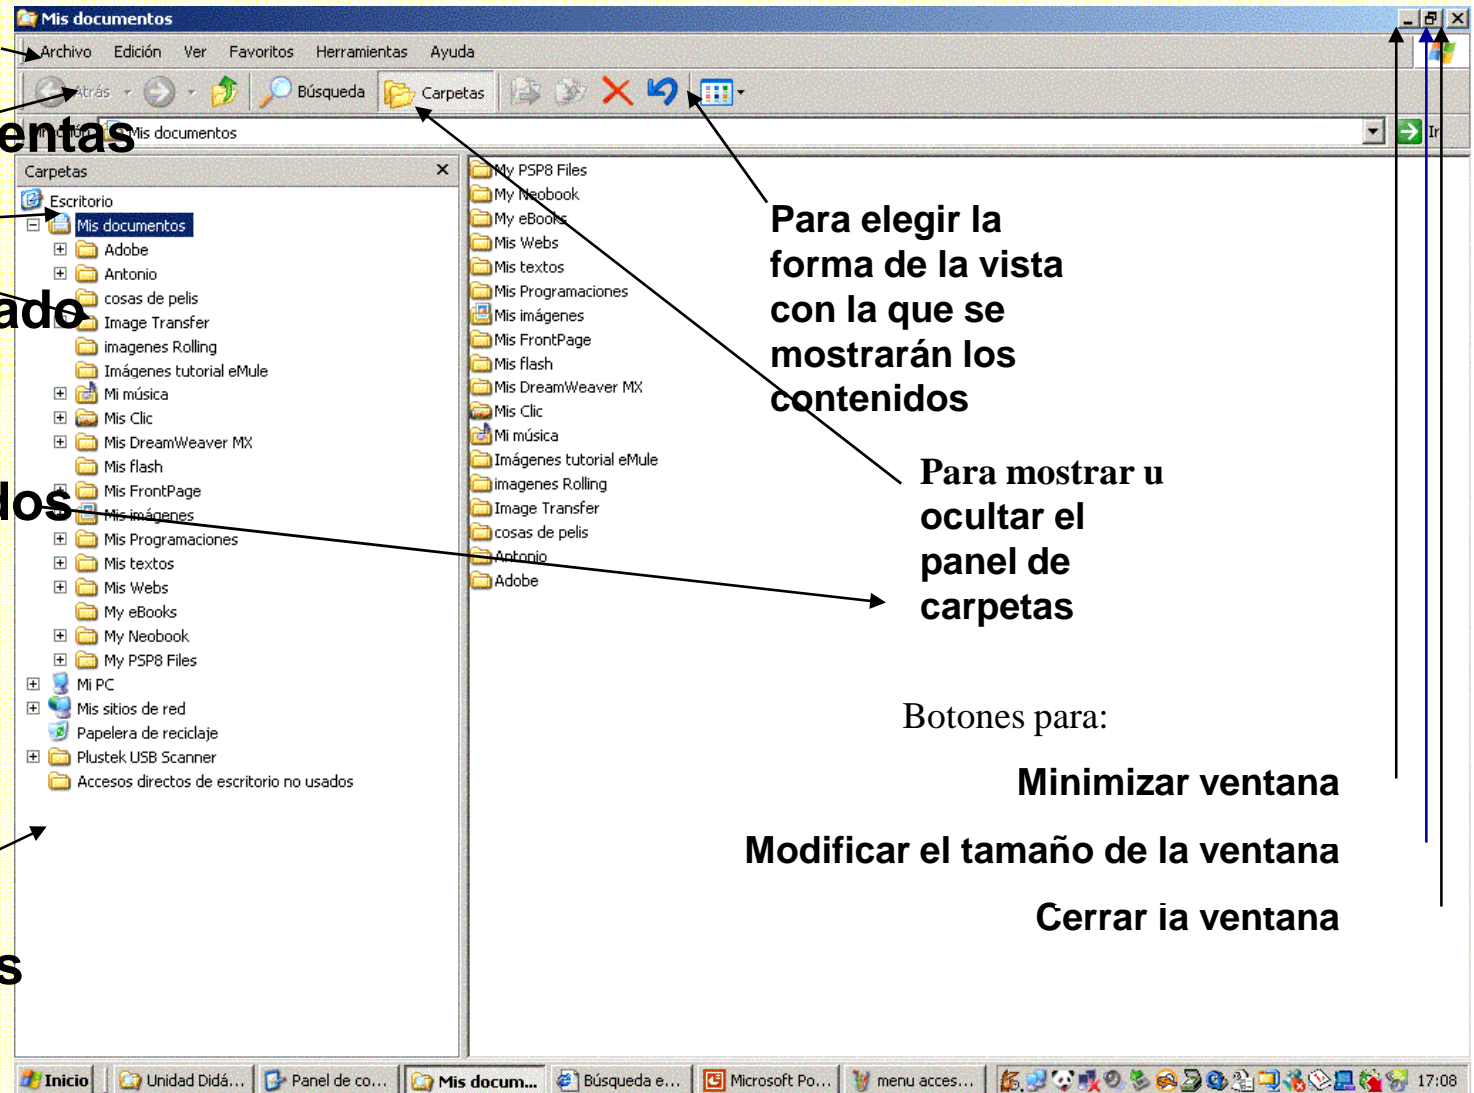 Mis documentos
Archivo Edición Ver Favoritos Herramientas Ayuda
Atrás Búsqueda Carpetas
entas
Mis documentos Ir
Carpetas
Escritorio
Mis documentos
Adobe
Antonio
cosas de pelis
ado
Image Transfer
imagenes Rolling
Imágenes tutorial eMule
Mi música
Mis Clic
Mis DreamWeaver MX
Mis flash
Mis FrontPage
dos
Mis imágenes
Mis Programaciones
Mis textos
Mis Webs
My eBooks
My Neobook
My PSP8 Files
Mi PC
Mis sitios de red
Papelera de reciclaje
Plustek USB Scanner
Accesos directos de escritorio no usados
s
My PSP8 Files
My Neobook
My eBooks
Mis Webs
Mis textos
Mis Programaciones
Mis imágenes
Mis FrontPage
Mis flash
Mis DreamWeaver MX
Mis Clic
Mi música
Imágenes tutorial eMule
imagenes Rolling
Image Transfer
cosas de pelis
Antonio
Adobe
Para elegir la
forma de la vista
con la que se
mostrarán los
contenidos
Para mostrar u
ocultar el
panel de
carpetas
Botones para:
Minimizar ventana
Modificar el tamaño de la ventana
Cerrar la ventana
Inicio Unidad Didá... Panel de co... Mis docum... Búsqueda e... Microsoft Po... menu acces... 17:08